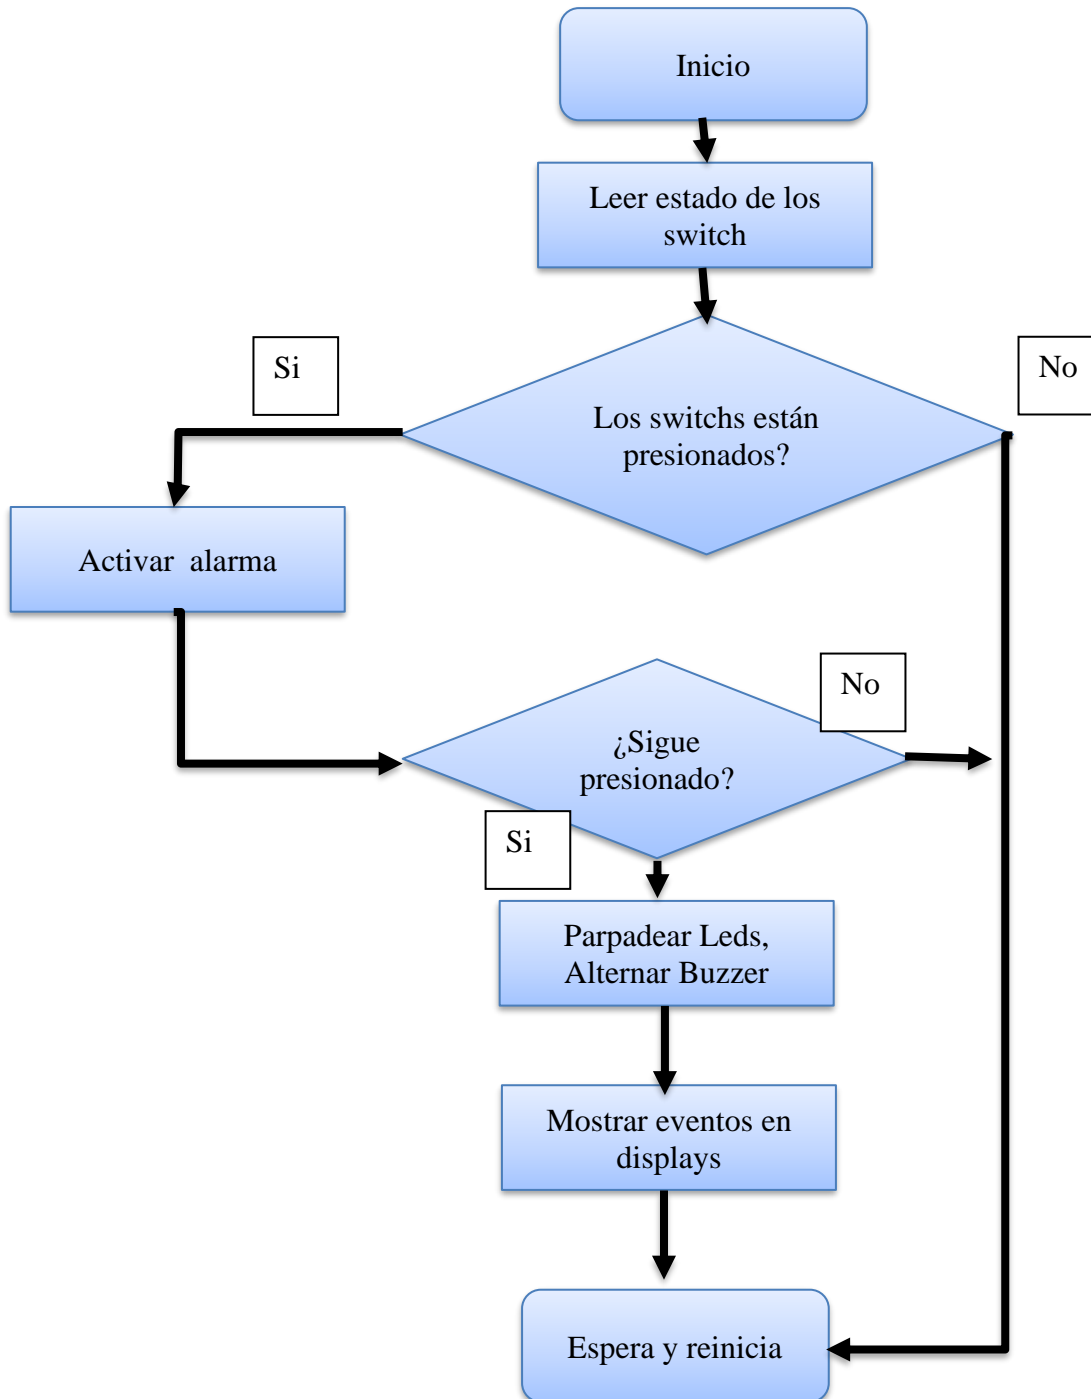 Inicio
Leer estado de los
switch
Si
No
Los switchs están
presionados?
Activar alarma
No
¿Sigue
presionado?
Si
Parpadear Leds,
Alternar Buzzer
Mostrar eventos en
displays
Espera y reinicia